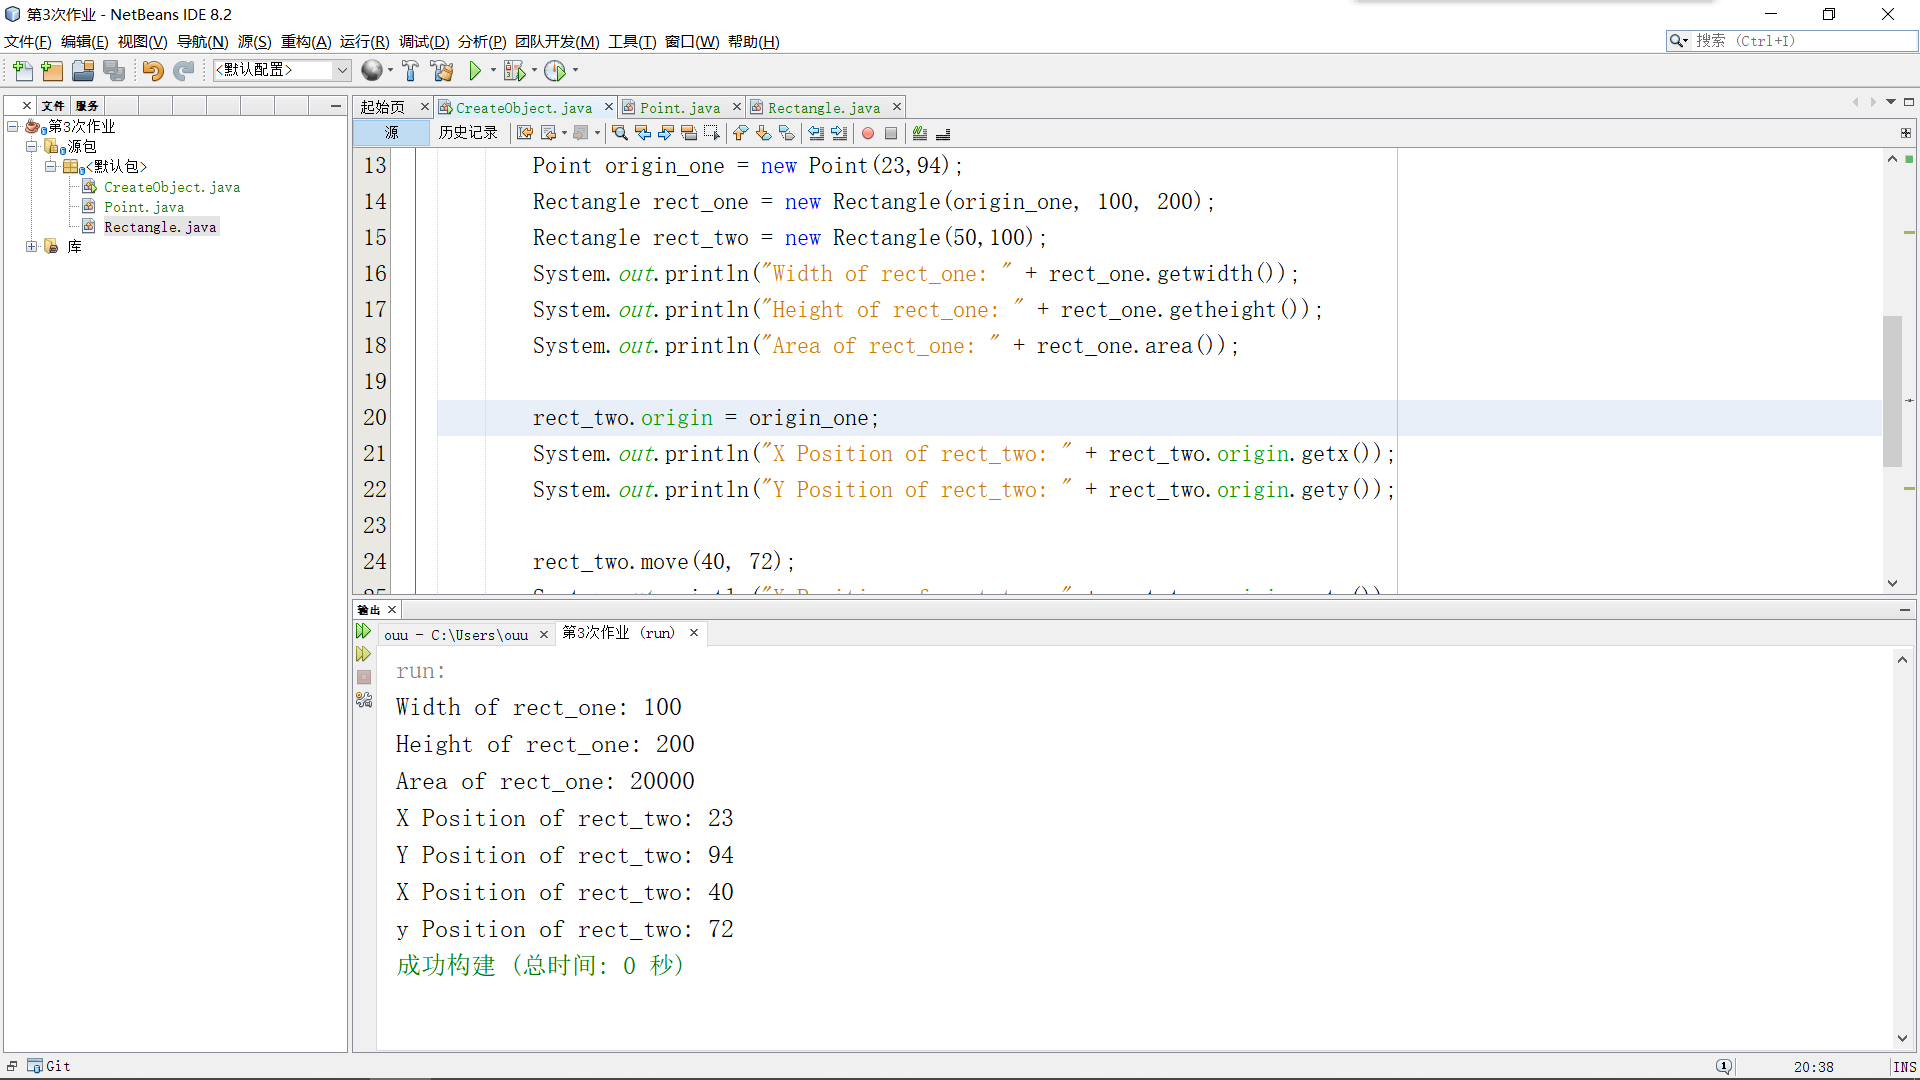 第3次作业 - NetBeans IDE 8.2
文件(F) 编辑(E) 视图(V) 导航(N) 源(S) 重构(A) 运行(R) 调试(D) 分析(P) 团队开发(M) 工具(T) 窗口(W) 帮助(H)
搜索 (Ctrl+I)
<默认配置>
文件 服务
第3次作业
源包
<默认包>
CreateObject.java
Point.java
Rectangle.java
库
起始页 CreateObject.java Point.java Rectangle.java
源 历史记录
13 Point origin_one = new Point(23,94);
14 Rectangle rect_one = new Rectangle(origin_one, 100, 200);
15 Rectangle rect_two = new Rectangle(50,100);
16 System.out.println("Width of rect_one: " + rect_one.getwidth());
17 System.out.println("Height of rect_one: " + rect_one.getheight());
18 System.out.println("Area of rect_one: " + rect_one.area());
19
20 rect_two.origin = origin_one;
21 System.out.println("X Position of rect_two: " + rect_two.origin.getx());
22 System.out.println("Y Position of rect_two: " + rect_two.origin.gety());
23
24 rect_two.move(40, 72);
输出
ouu - C:\Users\ouu 第3次作业 (run)
run:
Width of rect_one: 100
Height of rect_one: 200
Area of rect_one: 20000
X Position of rect_two: 23
Y Position of rect_two: 94
X Position of rect_two: 40
y Position of rect_two: 72
成功构建 (总时间: 0 秒)
Git
1
20:38
INS